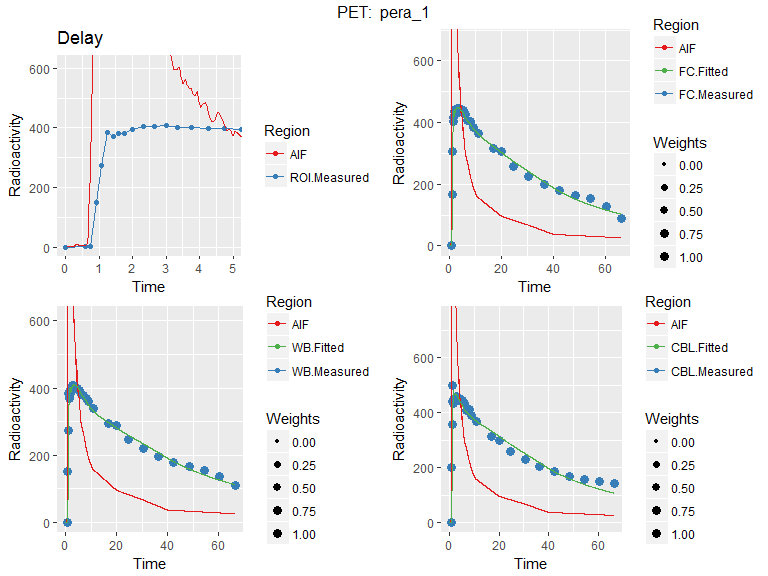 PET: pera_1
Delay
Radioactivity
600
400
200
0
0
1
2
3
4
5
Time
Region
AIF
ROI.Measured
Radioactivity
600
400
200
0
0
20
40
60
Time
Region
AIF
FC.Fitted
FC.Measured
Weights
0.00
0.25
0.50
0.75
1.00
Radioactivity
600
400
200
0
0
20
40
60
Time
Region
AIF
WB.Fitted
WB.Measured
Weights
0.00
0.25
0.50
0.75
1.00
Radioactivity
600
400
200
0
0
20
40
60
Time
Region
AIF
CBL.Fitted
CBL.Measured
Weights
0.00
0.25
0.50
0.75
1.00